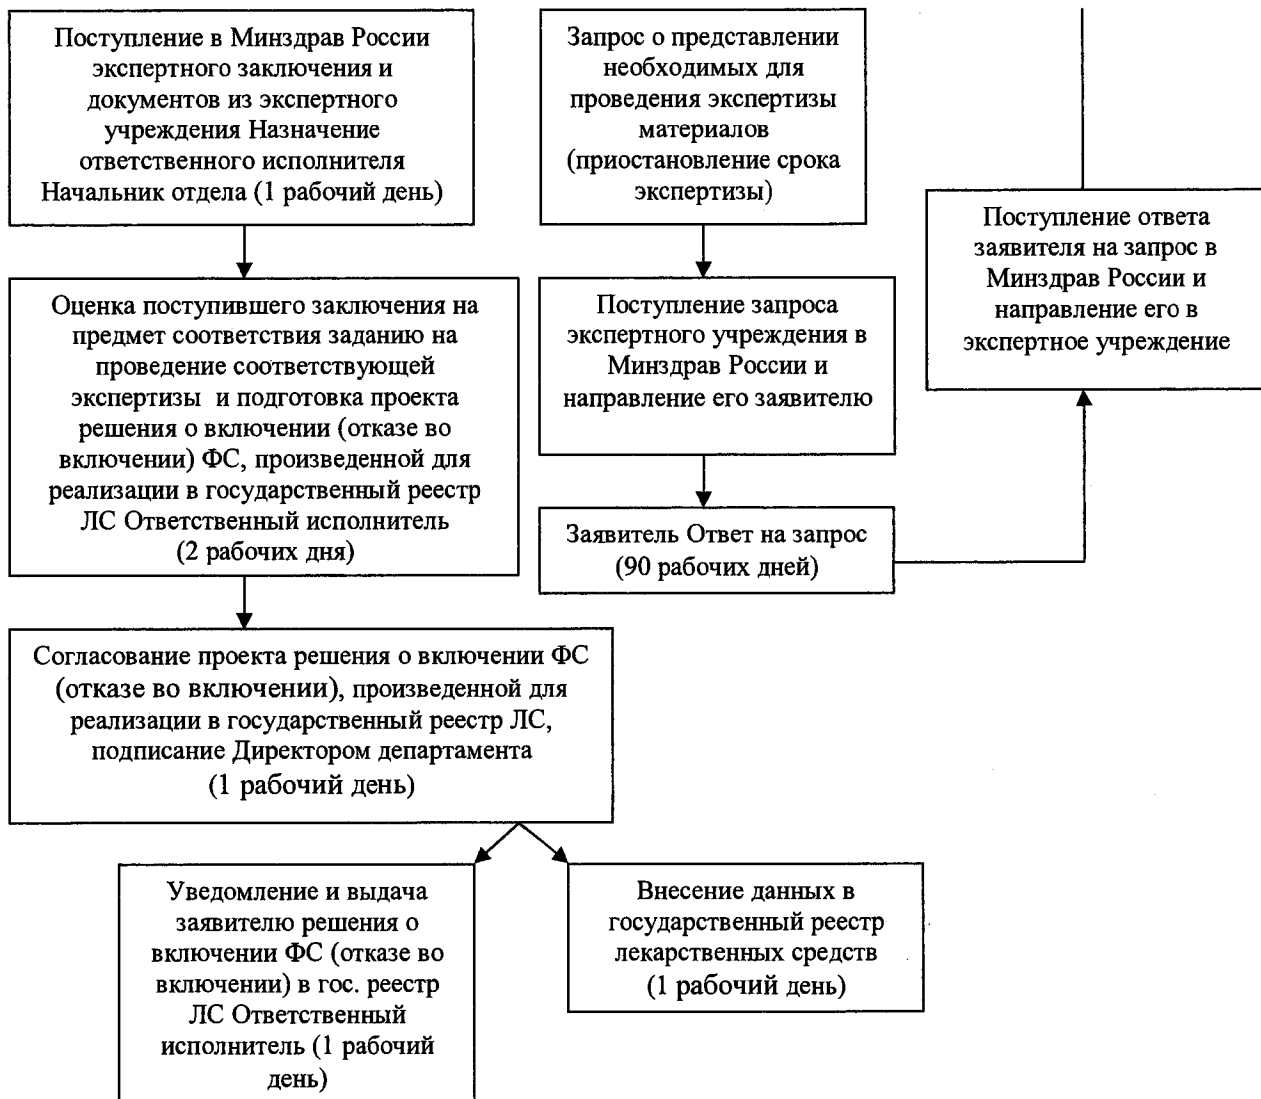 Поступление в Минздрав России
экспертного заключения и
документов из экспертного
учреждения Назначение
ответственного исполнителя
Начальник отдела (1 рабочий день)
Запрос о представлении
необходимых для
проведения экспертизы
материалов
(приостановление срока
экспертизы)
Поступление ответа
заявителя на запрос в
Минздрав России и
направление его в
экспертное учреждение
Оценка поступившего заключения на
предмет соответствия заданию на
проведение соответствующей
экспертизы и подготовка проекта
решения о включении (отказе во
включении) ФС, произведенной для
реализации в государственный реестр
ЛС Ответственный исполнитель
(2 рабочих дня)
Поступление запроса
экспертного учреждения в
Минздрав России и
направление его заявителю
Заявитель Ответ на запрос
(90 рабочих дней)
Согласование проекта решения о включении ФС
(отказе во включении), произведенной для
реализации в государственный реестр ЛС,
подписание Директором департамента
(1 рабочий день)
Уведомление и выдача
заявителю решения о
включении ФС (отказе во
включении) в гос. реестр
ЛС Ответственный
исполнитель (1 рабочий
день)
Внесение данных в
государственный реестр
лекарственных средств
(1 рабочий день)